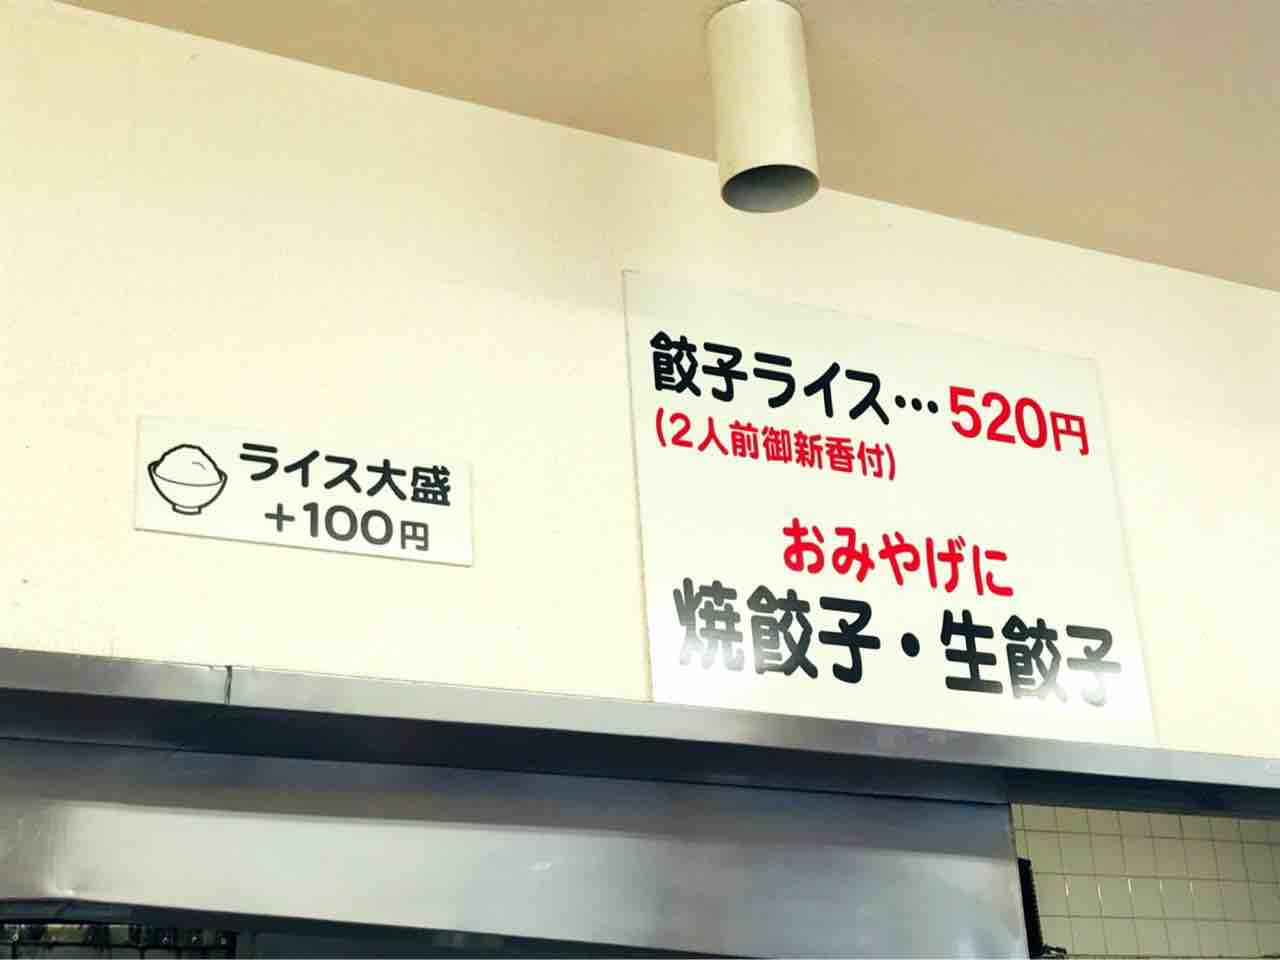 ライス大盛
+100円
餃子ライス…520円
(2人前御新香付)
おみやげに
焼餃子・生餃子